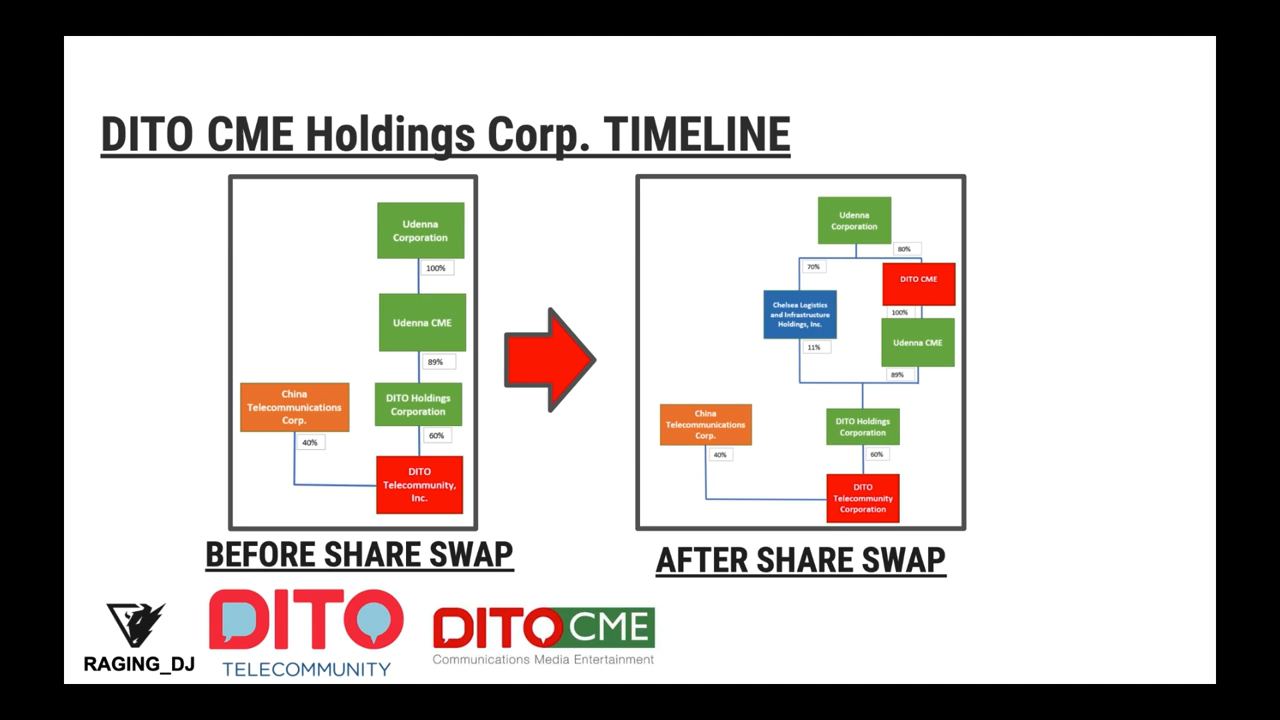 DITO CME Holdings Corp. TIMELINE
Udenna
Corporation
100%
Udenna CME
89%
China
Telecommunications
Corp.
40%
DITO Holdings
Corporation
60%
DITO
Telecommunity,
Inc.
BEFORE SHARE SWAP
Udenna
Corporation
80%
70%
DITO CME
Chelsea Logistics
and Infrastructure
Holdings, Inc.
100%
Udenna CME
11%
89%
China
Telecommunications
Corp.
40%
DITO Holdings
Corporation
60%
DITO
Telecommunity
Corporation
AFTER SHARE SWAP
RAGING_DJ
DITO
TELECOMMUNITY
DITO CME
Communications Media Entertainment